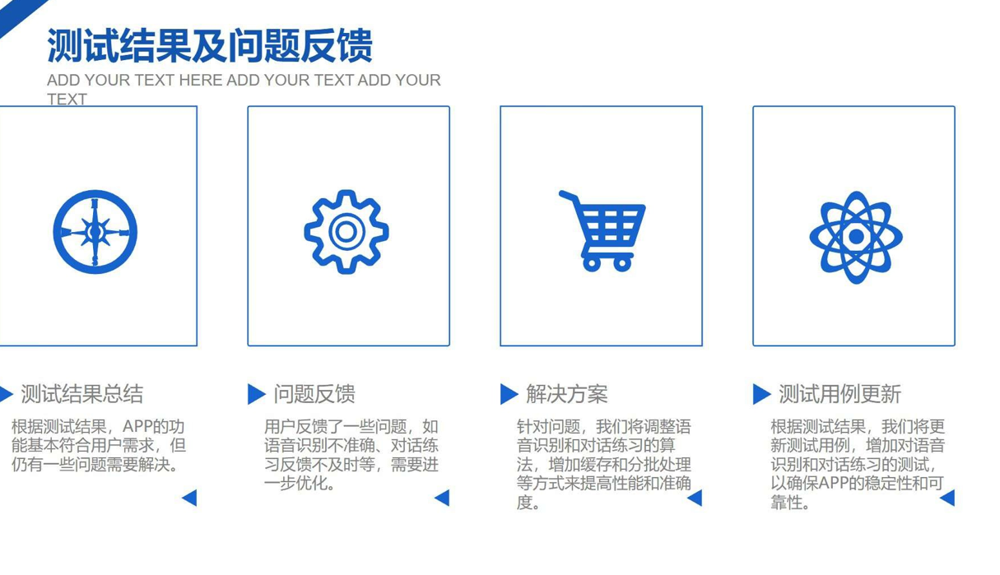 测试结果及问题反馈
ADD YOUR TEXT HERE ADD YOUR TEXT ADD YOUR
TEXT
N
S
测试结果总结
根据测试结果，APP的功
能基本符合用户需求，但
仍有一些问题需要解决。
问题反馈
用户反馈了一些问题，如
语音识别不准确、对话练
习反馈不及时等，需要进
一步优化。
解决方案
针对问题，我们将调整语
音识别和对话练习的算
法，增加缓存和分批处理
等方式来提高性能和准确
度。
测试用例更新
根据测试结果，我们将更
新测试用例，增加对语音
识别和对话练习的测试，
以确保APP的稳定性和可
靠性。